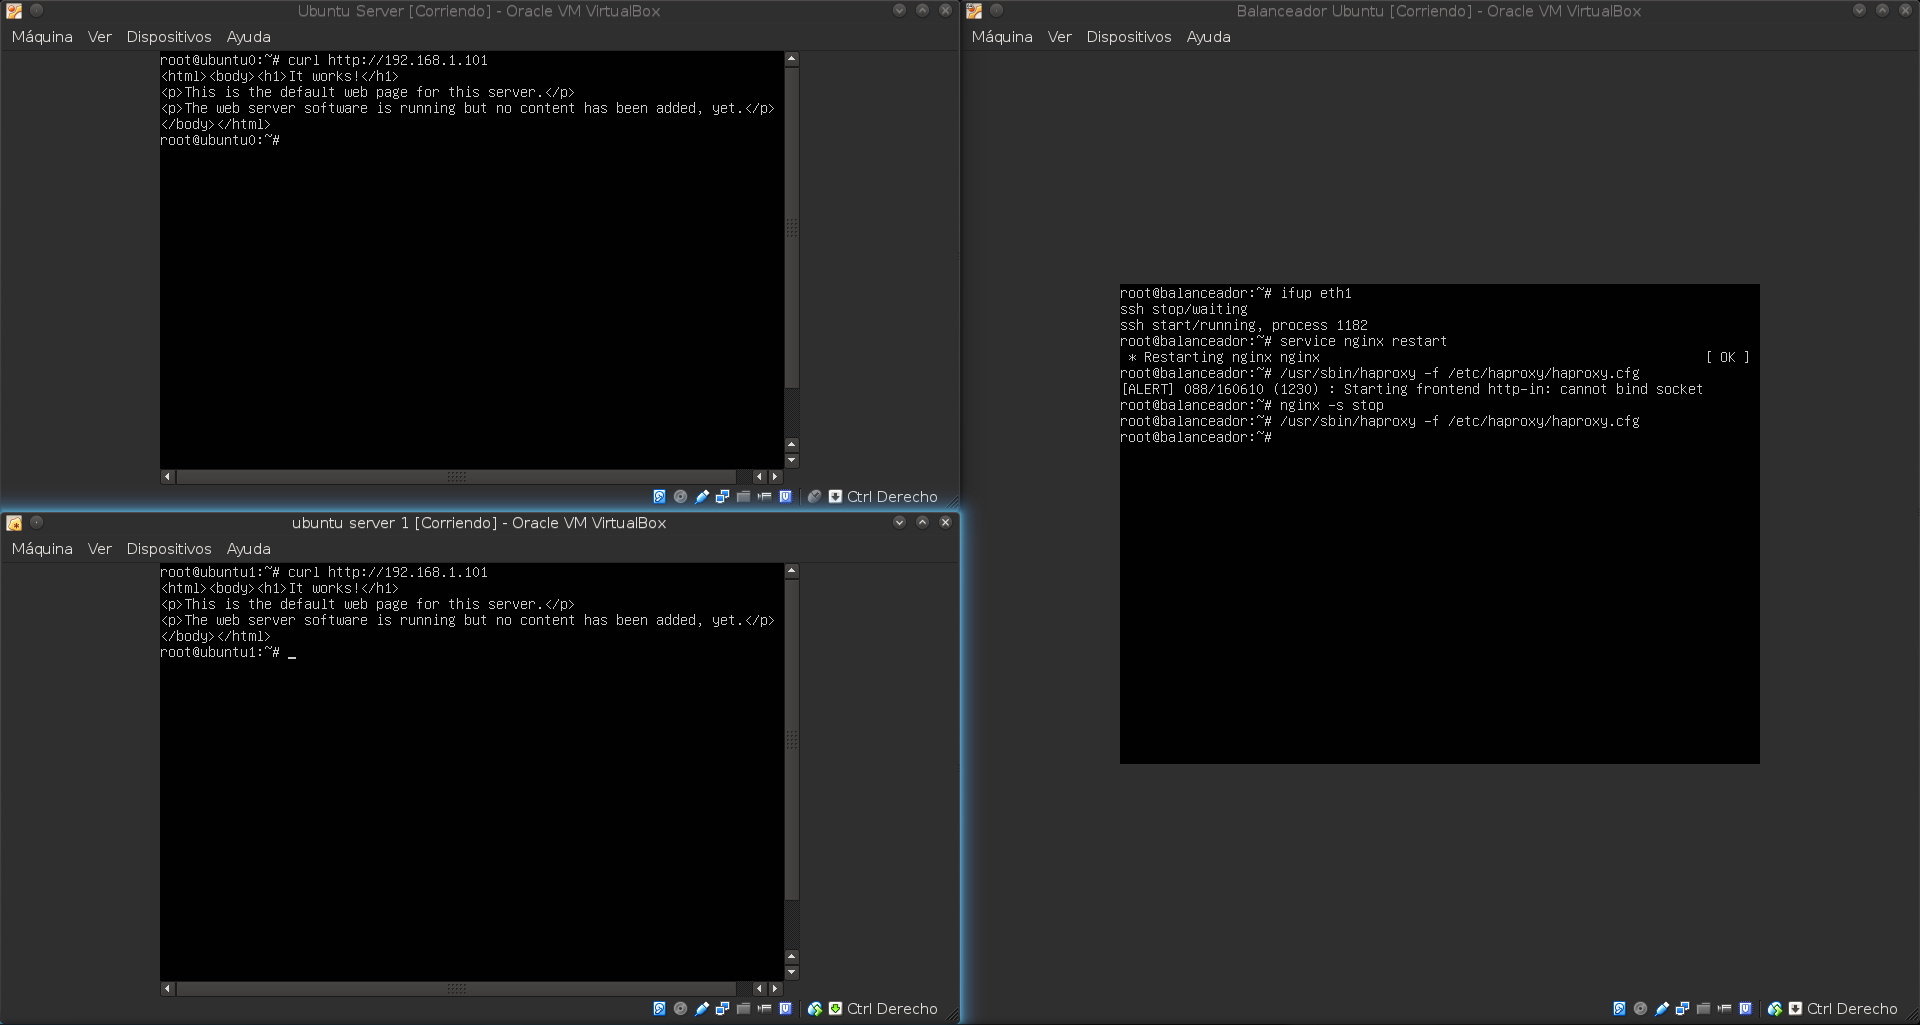 Ubuntu Server [Corriendo] - Oracle VM VirtualBox
Máquina Ver Dispositivos Ayuda
root@ubuntu0:~# curl http://192.168.1.101
<html><body><h1>It works!</h1>
<p>This is the default web page for this server.</p>
<p>The web server software is running but no content has been added, yet.</p>
</body></html>
root@ubuntu0:~#
Ctrl Derecho
ubuntu server 1 [Corriendo] - Oracle VM VirtualBox
Máquina Ver Dispositivos Ayuda
root@ubuntu1:~# curl http://192.168.1.101
<html><body><h1>It works!</h1>
<p>This is the default web page for this server.</p>
<p>The web server software is running but no content has been added, yet.</p>
</body></html>
root@ubuntu1:~# _
Ctrl Derecho
Balanceador Ubuntu [Corriendo] - Oracle VM VirtualBox
Máquina Ver Dispositivos Ayuda
root@balanceador:~# ifup eth1
ssh stop/waiting
ssh start/running, process 1182
root@balanceador:~# service nginx restart
 * Restarting nginx nginx [ OK ]
root@balanceador:~# /usr/sbin/haproxy -f /etc/haproxy/haproxy.cfg
[ALERT] 088/160610 (1230) : Starting frontend http-in: cannot bind socket
root@balanceador:~# nginx -s stop
root@balanceador:~# /usr/sbin/haproxy -f /etc/haproxy/haproxy.cfg
root@balanceador:~#
Ctrl Derecho